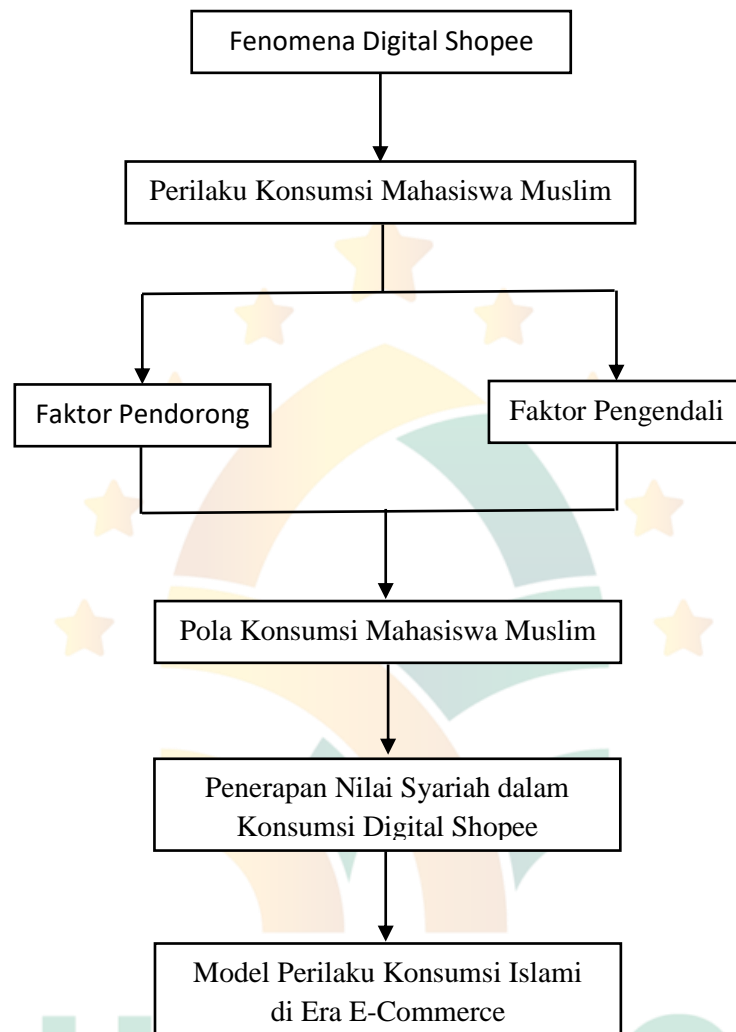 Fenomena Digital Shopee
Perilaku Konsumsi Mahasiswa Muslim
Faktor Pendorong
Faktor Pengendali
Pola Konsumsi Mahasiswa Muslim
Penerapan Nilai Syariah dalam
Konsumsi Digital Shopee
Model Perilaku Konsumsi Islami
di Era E-Commerce